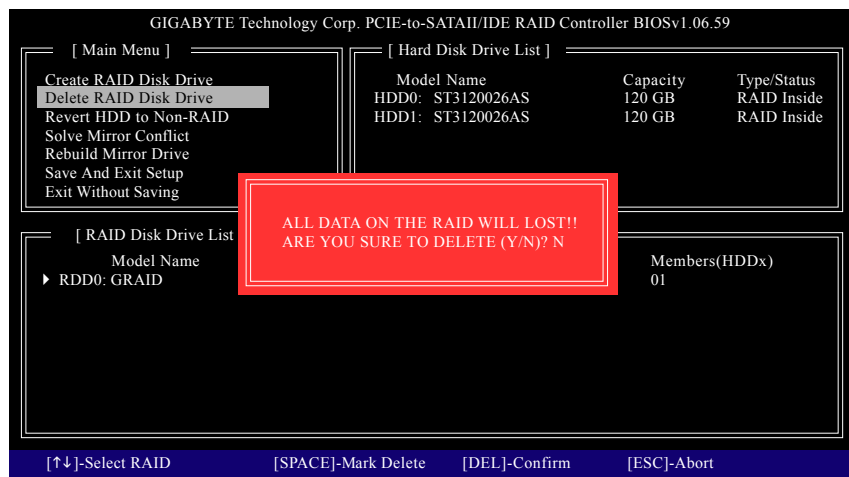 GIGABYTE Technology Corp. PCIE-to-SATAII/IDE RAID Controller BIOSv1.06.59
[ Main Menu ]
Create RAID Disk Drive
Delete RAID Disk Drive
Revert HDD to Non-RAID
Solve Mirror Conflict
Rebuild Mirror Drive
Save And Exit Setup
Exit Without Saving
[ Hard Disk Drive List ]
Model Name Capacity Type/Status
HDD0: ST3120026AS 120 GB RAID Inside
HDD1: ST3120026AS 120 GB RAID Inside
ALL DATA ON THE RAID WILL LOST!!
ARE YOU SURE TO DELETE (Y/N)? N
[ RAID Disk Drive List
Model Name Members(HDDx)
RDD0: GRAID 01
[↑↓]-Select RAID [SPACE]-Mark Delete [DEL]-Confirm [ESC]-Abort